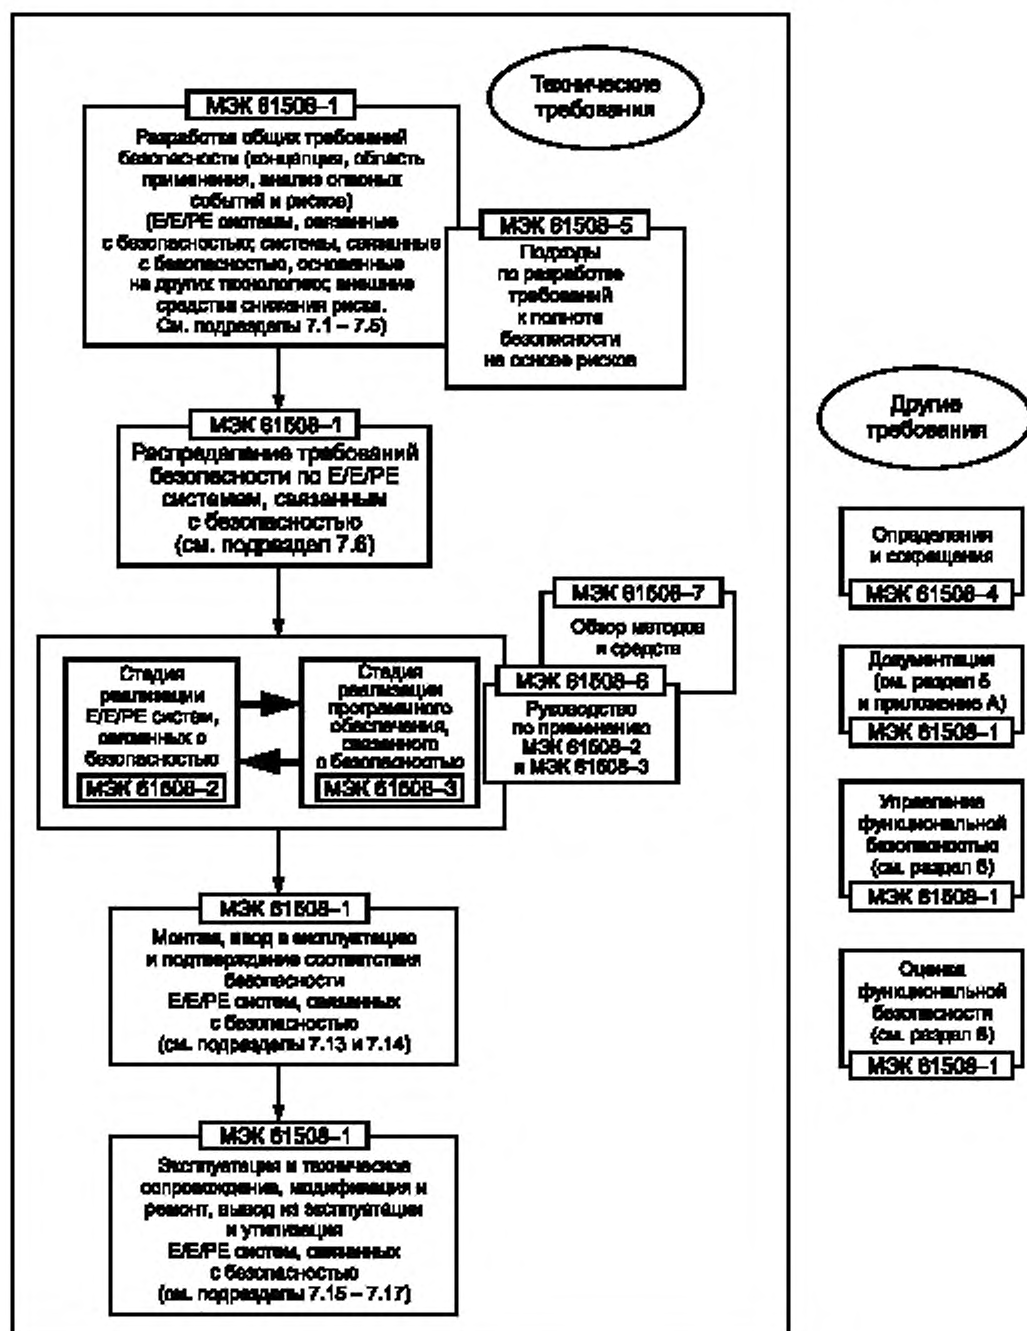 Технические
требования
МЭК 61508–1
Разработка общих требований
безопасности (концепция, область
применения, анализ опасных
событий и рисков)
(Е/Е/РЕ системы, связанные
с безопасностью; системы, связанные
с безопасностью, основанные
на других технологиях; внешние
средства снижения риска.
См. подразделы 7.1 – 7.5)
МЭК 61508–5
Подходы
по разработке
требований
к полноте
безопасности
на основе рисков
МЭК 61508–1
Распределение требований
безопасности по Е/Е/РЕ
системам, связанным
с безопасностью
(см. подраздел 7.6)
МЭК 61508–7
Обзор методов
и средств
МЭК 61508–6
Руководство
по применению
МЭК 61508–2
и МЭК 61508–3
Стадия
реализации
Е/Е/РЕ систем,
связанных с
безопасностью
МЭК 61508–2
Стадия
реализации
программного
обеспечения,
связанного
с безопасностью
МЭК 61508–3
МЭК 61508–1
Монтаж, ввод в эксплуатацию
и подтверждение соответствия
безопасности
Е/Е/РЕ систем, связанных
с безопасностью
(см. подразделы 7.13 и 7.14)
МЭК 61508–1
Эксплуатация и техническое
сопровождение, модификация и
ремонт, вывод из эксплуатации
и утилизация
Е/Е/РЕ систем, связанных
с безопасностью
(см. подразделы 7.15 – 7.17)
Другие
требования
Определения
и сокращения
МЭК 61508–4
Документация
(см. раздел 5
и приложение А)
МЭК 61508–1
Управление
функциональной
безопасностью
(см. раздел 6)
МЭК 61508–1
Оценка
функциональной
безопасности
(см. раздел 8)
МЭК 61508–1